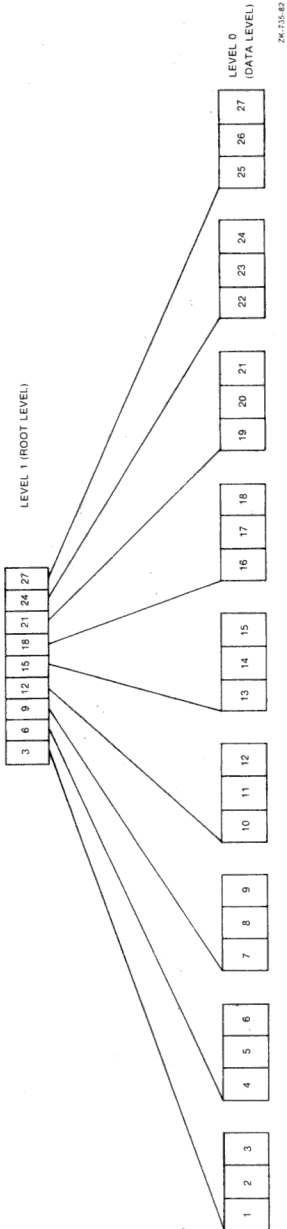 LEVEL 1 (ROOT LEVEL)
3 6 9 12 15 18 21 24 27
LEVEL 0
(DATA LEVEL)
1 2 3
4 5 6
7 8 9
10 11 12
13 14 15
16 17 18
19 20 21
22 23 24
25 26 27
ZK-735-82